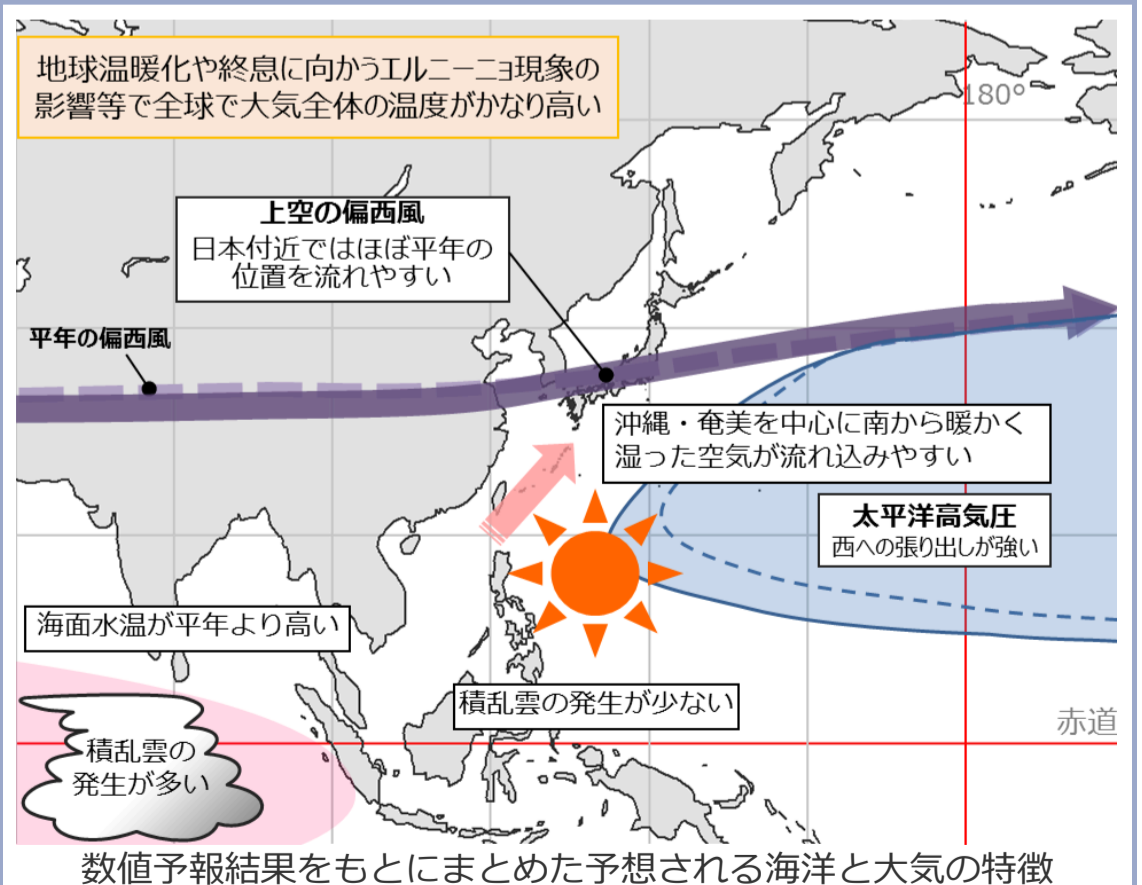 地球温暖化や終息に向かうエルニーニョ現象の
影響等で全球で大気全体の温度がかなり高い
180°
上空の偏西風
日本付近ではほぼ平年の
位置を流れやすい
平年の偏西風
沖縄・奄美を中心に南から暖かく
湿った空気が流れ込みやすい
太平洋高気圧
西への張り出しが強い
海面水温が平年より高い
積乱雲の発生が少ない
赤道
積乱雲の
発生が多い
数値予報結果をもとにまとめた予想される海洋と大気の特徴